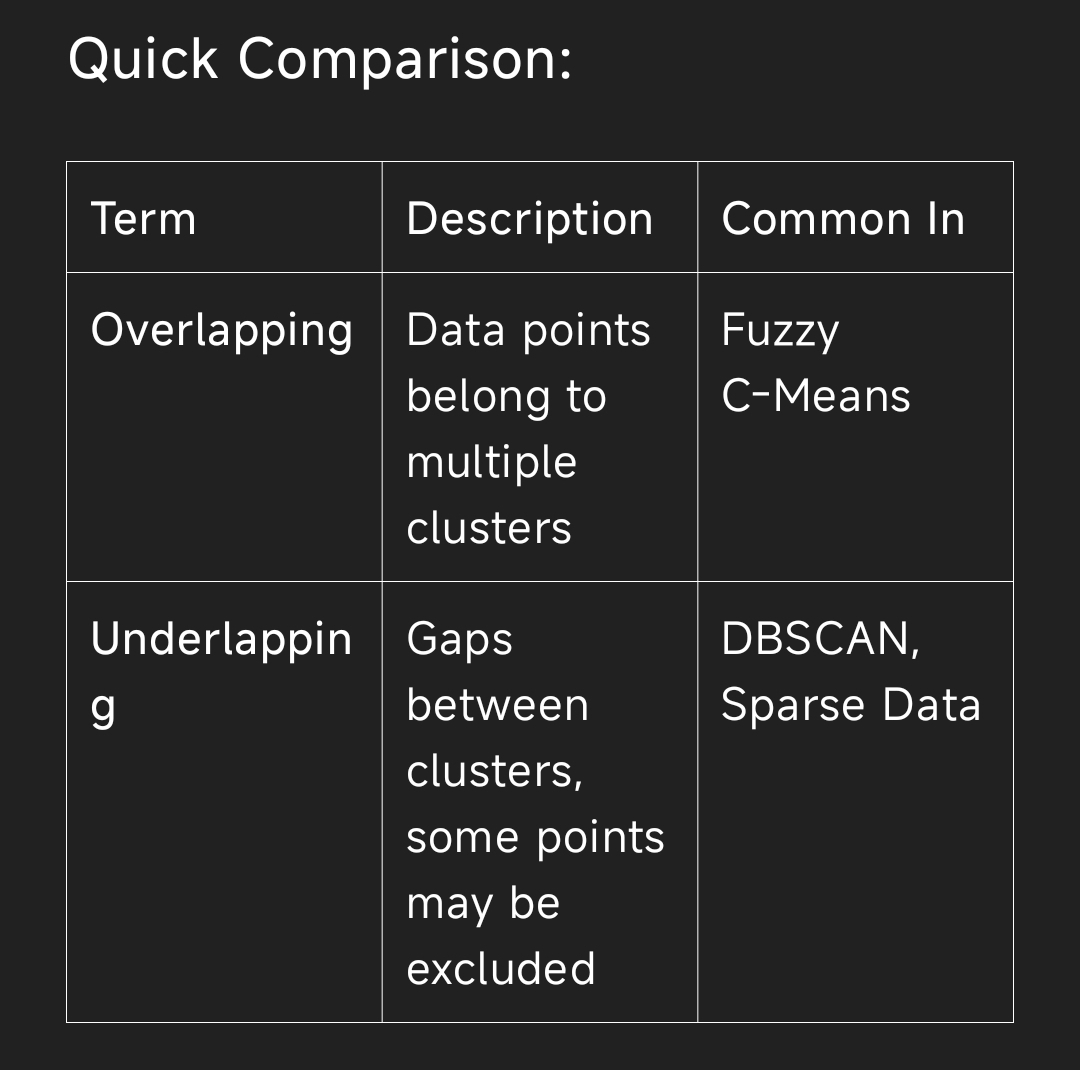 Quick Comparison:
Term
Description
Common In
Overlapping
Data points
belong to
multiple
clusters
Fuzzy
C-Means
Underlappin
g
Gaps
between
clusters,
some points
may be
excluded
DBSCAN,
Sparse Data